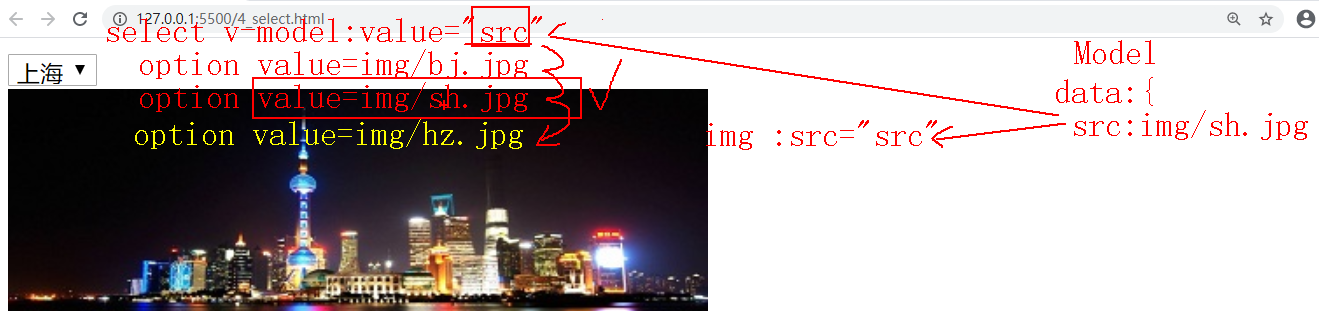 127.0.0.1:5500/4_select.html
select v-model:value="src"
Model
option value=img/bj.jpg
上海
data:{
option value=img/sh.jpg
src:img/sh.jpg
option value=img/hz.jpg
img :src="src"